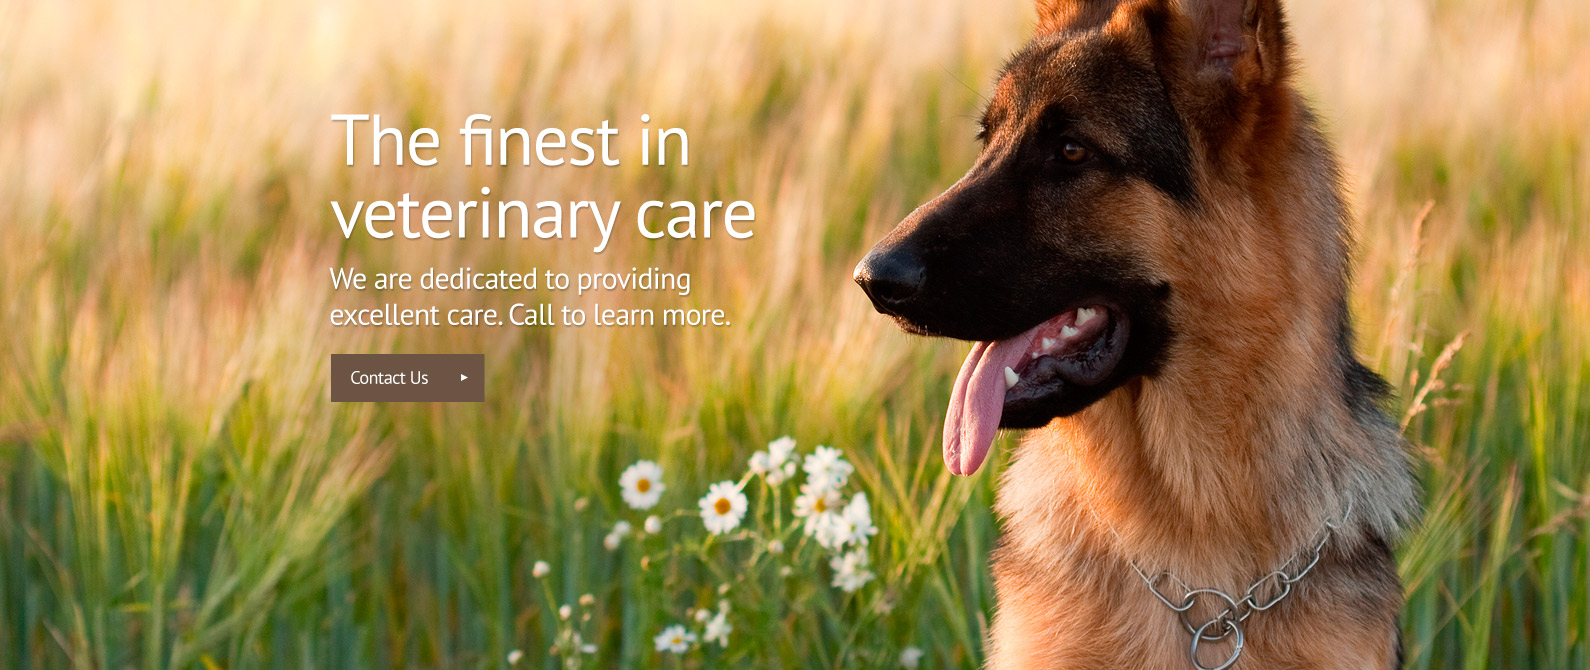 The finest in
veterinary care
We are dedicated to providing
excellent care. Call to learn more.
Contact Us